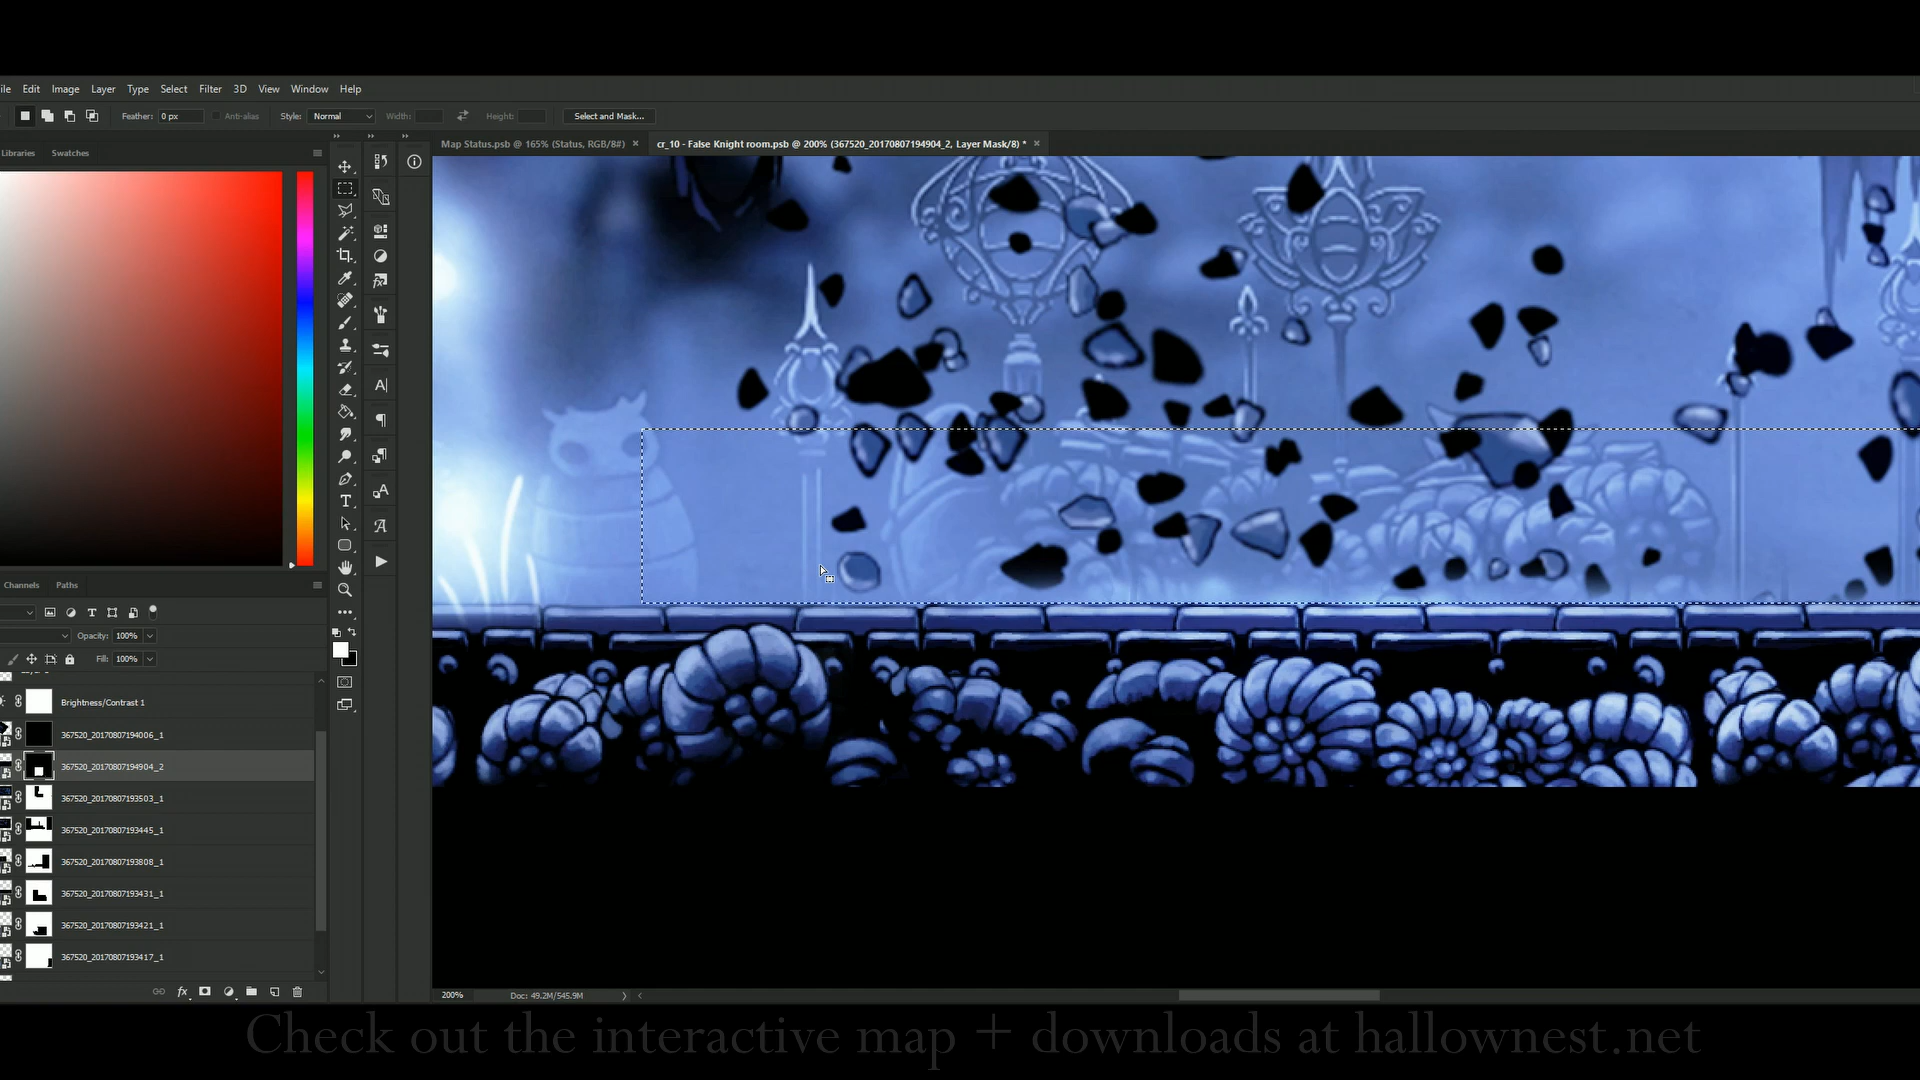 ile Edit Image Layer Type Select Filter 3D View Window Help
Feather: 0 px Anti-alias Style: Normal Width: Height: Select and Mask...
Libraries Swatches
Map Status.psb @ 165% (Status, RGB/8#) × cr_10 - False Knight room.psb @ 200% (367520_20170807194904_2, Layer Mask/8) * ×
Channels Paths
Opacity: 100%
Fill: 100%
Brightness/Contrast 1
367520_20170807194006_1
367520_20170807194904_2
367520_20170807193503_1
367520_20170807193445_1
367520_20170807193808_1
367520_20170807193431_1
367520_20170807193421_1
367520_20170807193417_1
200% Doc: 49.2M/545.9M
Check out the interactive map + downloads at hallownest.net